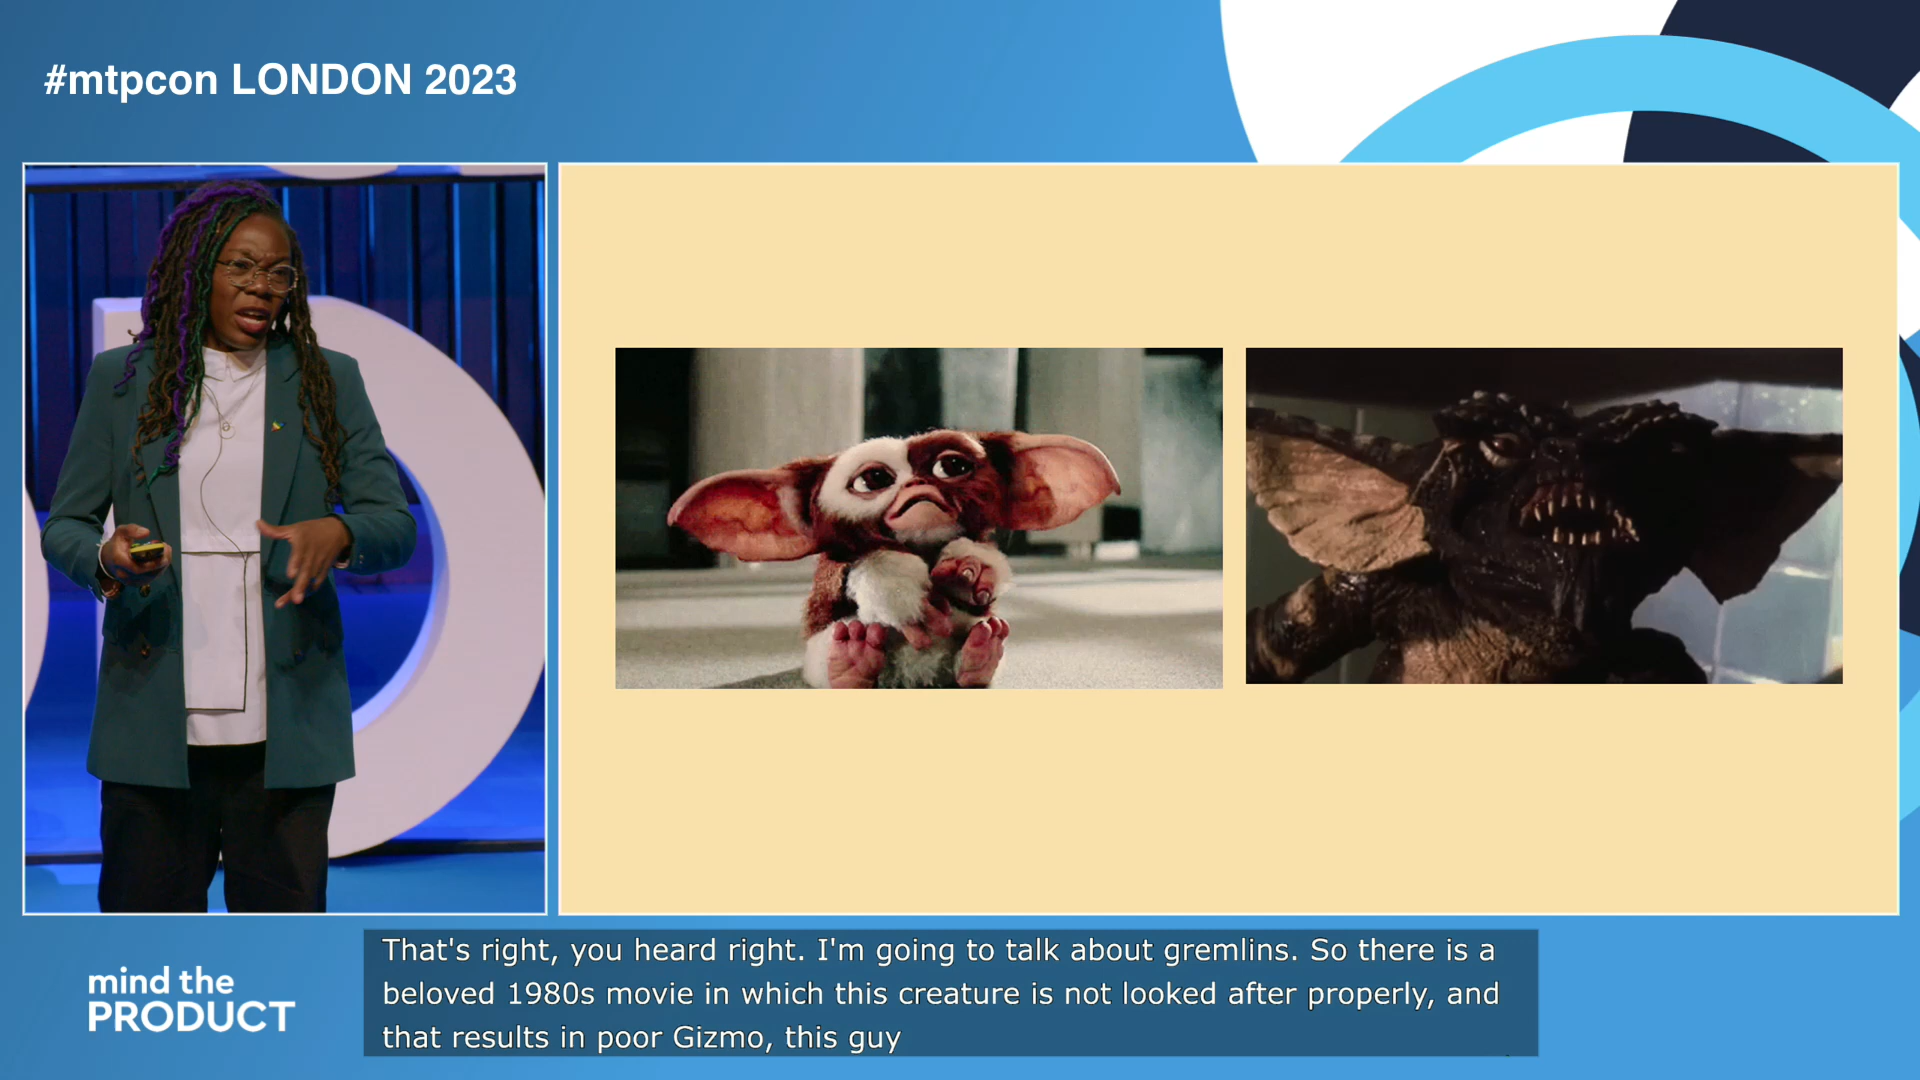 #mtpcon LONDON 2023
That's right, you heard right. I'm going to talk about gremlins. So there is a
beloved 1980s movie in which this creature is not looked after properly, and
that results in poor Gizmo, this guy
mind the
PRODUCT